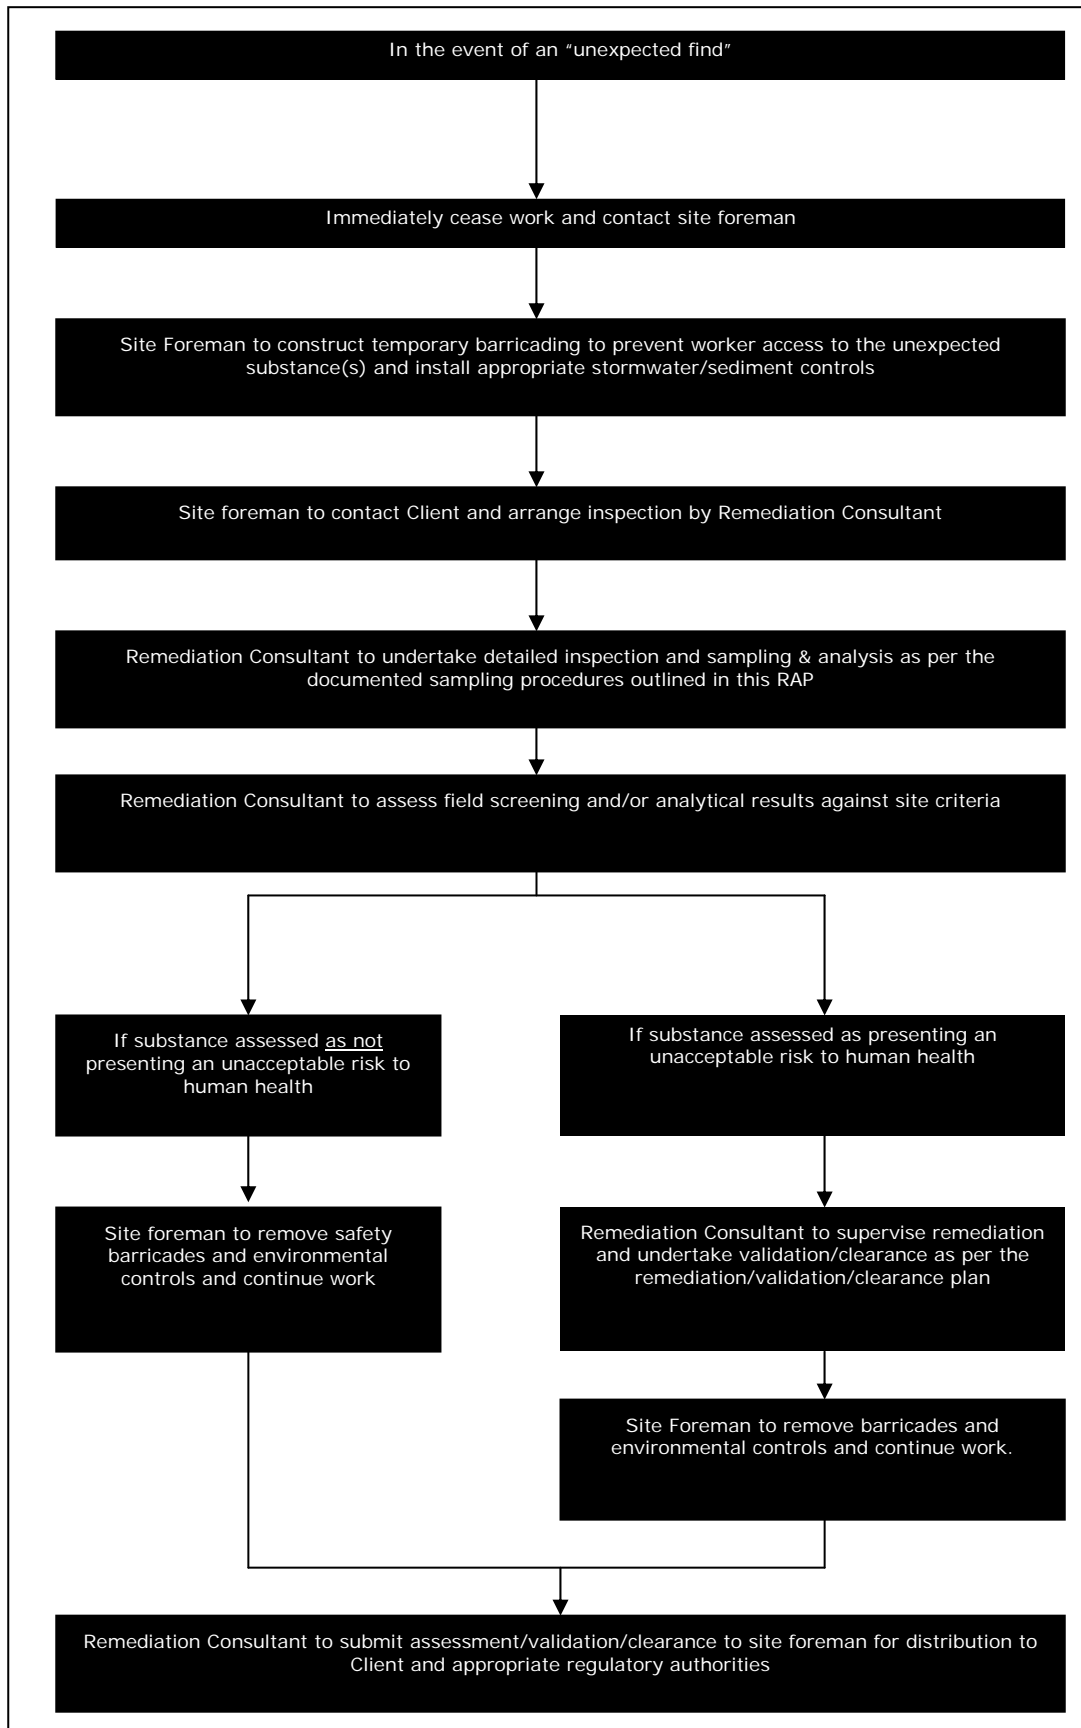 In the event of an “unexpected find”
Immediately cease work and contact site foreman
Site Foreman to construct temporary barricading to prevent worker access to the unexpected
substance(s) and install appropriate stormwater/sediment controls
Site foreman to contact Client and arrange inspection by Remediation Consultant
Remediation Consultant to undertake detailed inspection and sampling & analysis as per the
documented sampling procedures outlined in this RAP
Remediation Consultant to assess field screening and/or analytical results against site criteria
If substance assessed as not
presenting an unacceptable risk to
human health
If substance assessed as presenting an
unacceptable risk to human health
Site foreman to remove safety
barricades and environmental
controls and continue work
Remediation Consultant to supervise remediation
and undertake validation/clearance as per the
remediation/validation/clearance plan
Site Foreman to remove barricades and
environmental controls and continue work.
Remediation Consultant to submit assessment/validation/clearance to site foreman for distribution to
Client and appropriate regulatory authorities